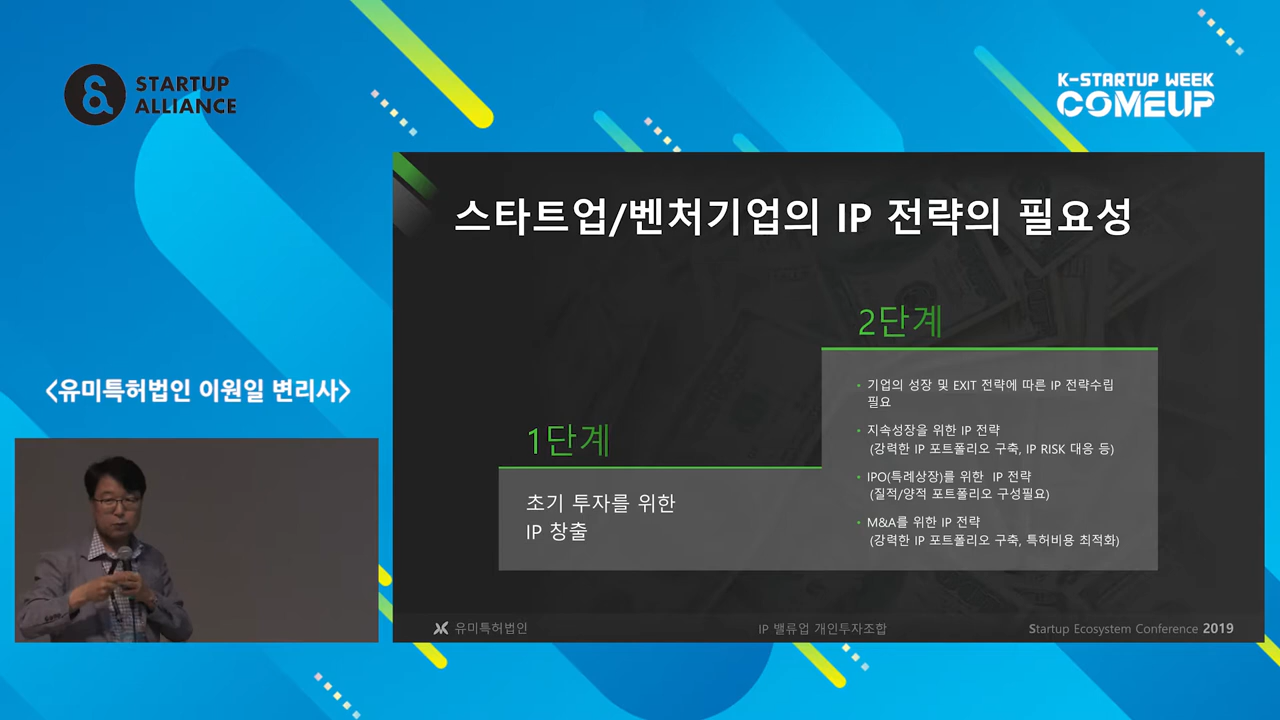 STARTUP
ALLIANCE
K-STARTUP WEEK
COMEUP
스타트업/벤처기업의 IP 전략의 필요성
2단계
• 기업의 성장 및 EXIT 전략에 따른 IP 전략수립
필요
• 지속성장을 위한 IP 전략
(강력한 IP 포트폴리오 구축, IP RISK 대응 등)
• IPO(특례상장)를 위한 IP 전략
(질적/양적 포트폴리오 구성필요)
• M&A를 위한 IP 전략
(강력한 IP 포트폴리오 구축, 특허비용 최적화)
1단계
초기 투자를 위한
IP 창출
<유미특허법인 이원일 변리사>
유미특허법인
IP 밸류업 개인투자조합
Startup Ecosystem Conference 2019